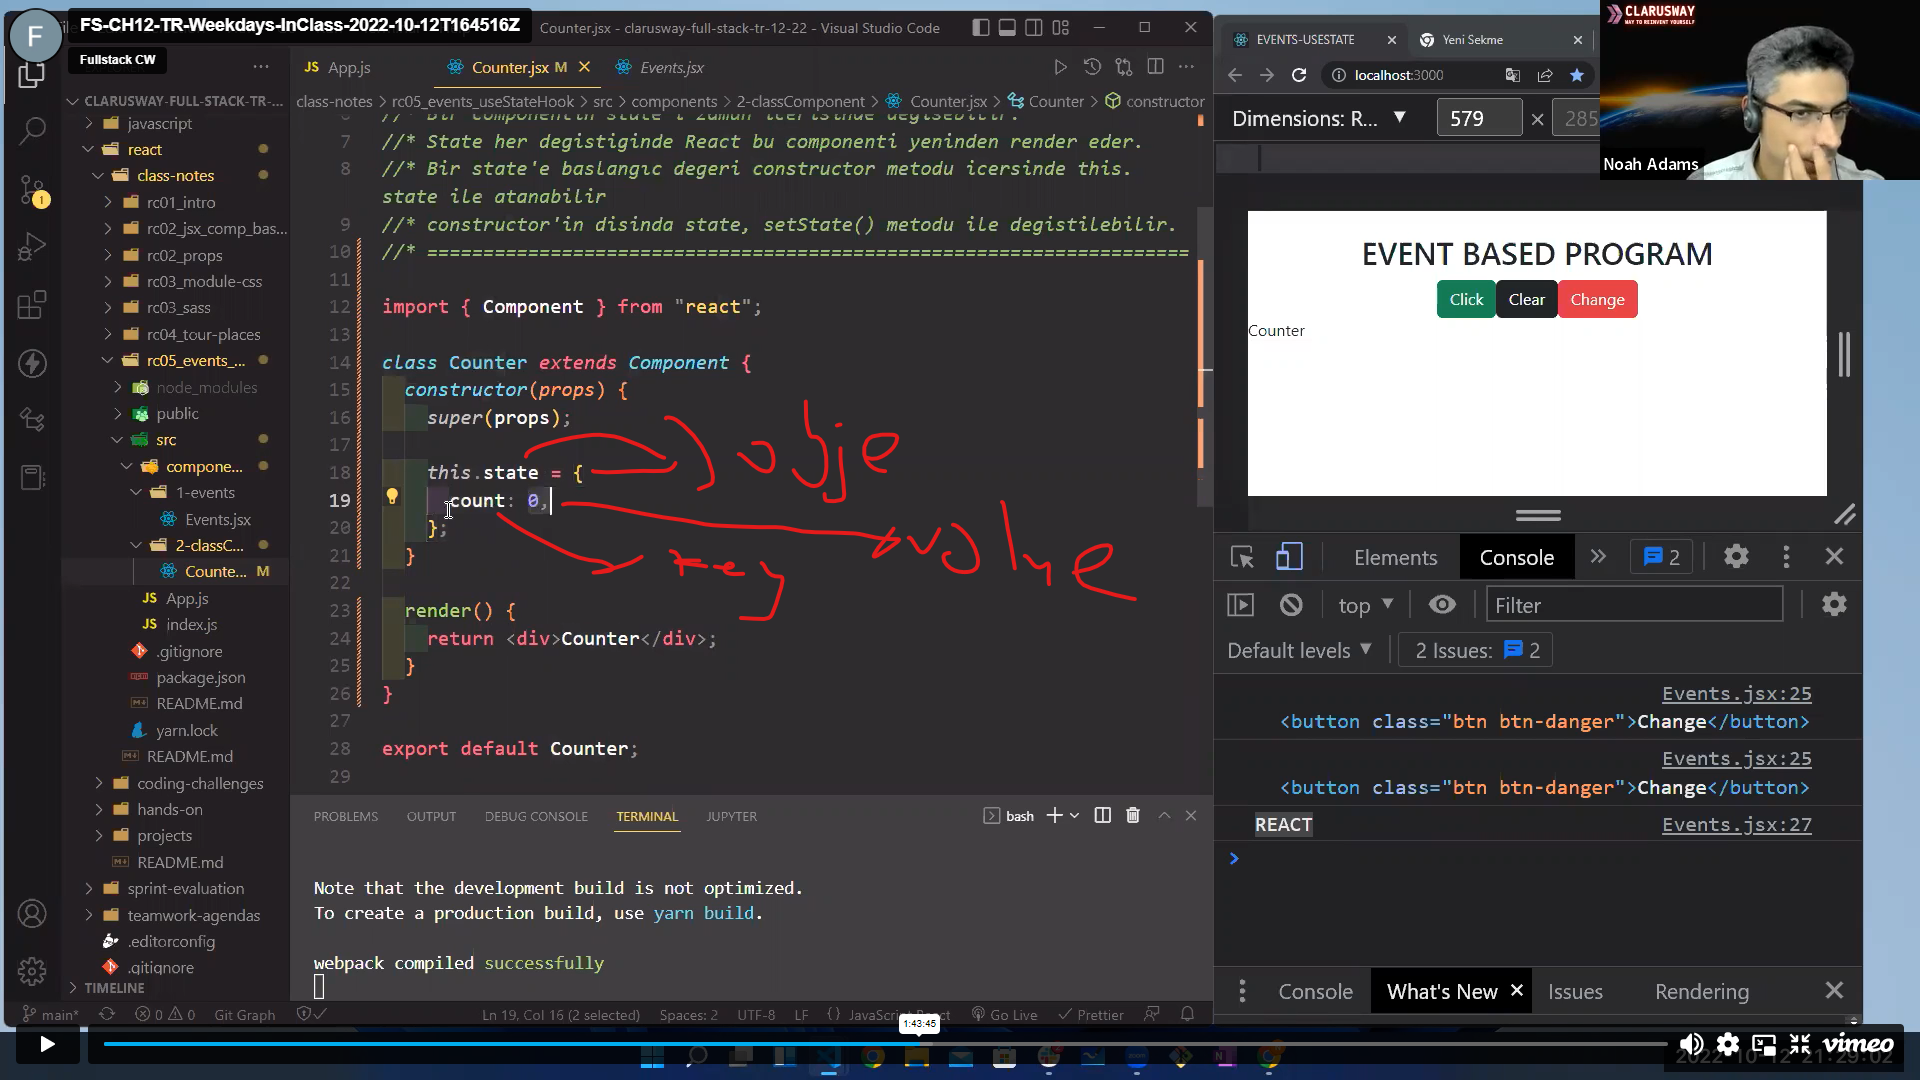 F
FS-CH12-TR-Weekdays-InClass-2022-10-12T164516Z
Fullstack CW
Counter.jsx - clarusway-full-stack-tr-12-22 - Visual Studio Code
CLARUSWAY-FULL-STACK-TR-...
javascript
react
class-notes
rc01_intro
rc02_jsx_comp_bas...
rc02_props
rc03_module-css
rc03_sass
rc04_tour-places
rc05_events_...
node_modules
public
src
compone...
1-events
Events.jsx
2-classC...
Counte... M
App.js
index.js
.gitignore
package.json
README.md
yarn.lock
README.md
coding-challenges
hands-on
projects
README.md
sprint-evaluation
teamwork-agendas
.editorconfig
.gitignore
TIMELINE
JS App.js
Counter.jsx M
Events.jsx
class-notes > rc05_events_useStateHook > src > components > 2-classComponent > Counter.jsx > Counter > constructor
7 //* State her degistiginde React bu componenti yeninden render eder.
8 //* Bir state'e baslangıc degeri constructor metodu icersinde this.
state ile atanabilir
9 //* constructor'in disinda state, setState() metodu ile degistilebilir.
10 //* ====================================================================
11
12 import { Component } from "react";
13
14 class Counter extends Component {
15 constructor(props) {
16 super(props);
17
18 this.state = {
19 count: 0,
20 };
21 }
22
23 render() {
24 return <div>Counter</div>;
25 }
26 }
27
28 export default Counter;
29
objе
key
PROBLEMS OUTPUT DEBUG CONSOLE TERMINAL JUPYTER
bash
Note that the development build is not optimized.
To create a production build, use yarn build.
webpack compiled successfully
main* 0 0 Git Graph Ln 19, Col 16 (2 selected) Spaces: 2 UTF-8 LF JavaScript React Go Live Prettier
EVENTS-USESTATE
Yeni Sekme
localhost:3000
Dimensions: R... 579 × 285
EVENT BASED PROGRAM
Click Clear Change
Counter
Elements Console 2
top Filter
Default levels 2 Issues: 2
Events.jsx:25
<button class="btn btn-danger">Change</button>
Events.jsx:25
<button class="btn btn-danger">Change</button>
REACT Events.jsx:27
Console What's New Issues Rendering
CLARUSWAY
WAY TO REINVENT YOURSELF
Noah Adams
1:43:45
vimeo
2022-10-12 21:29:02